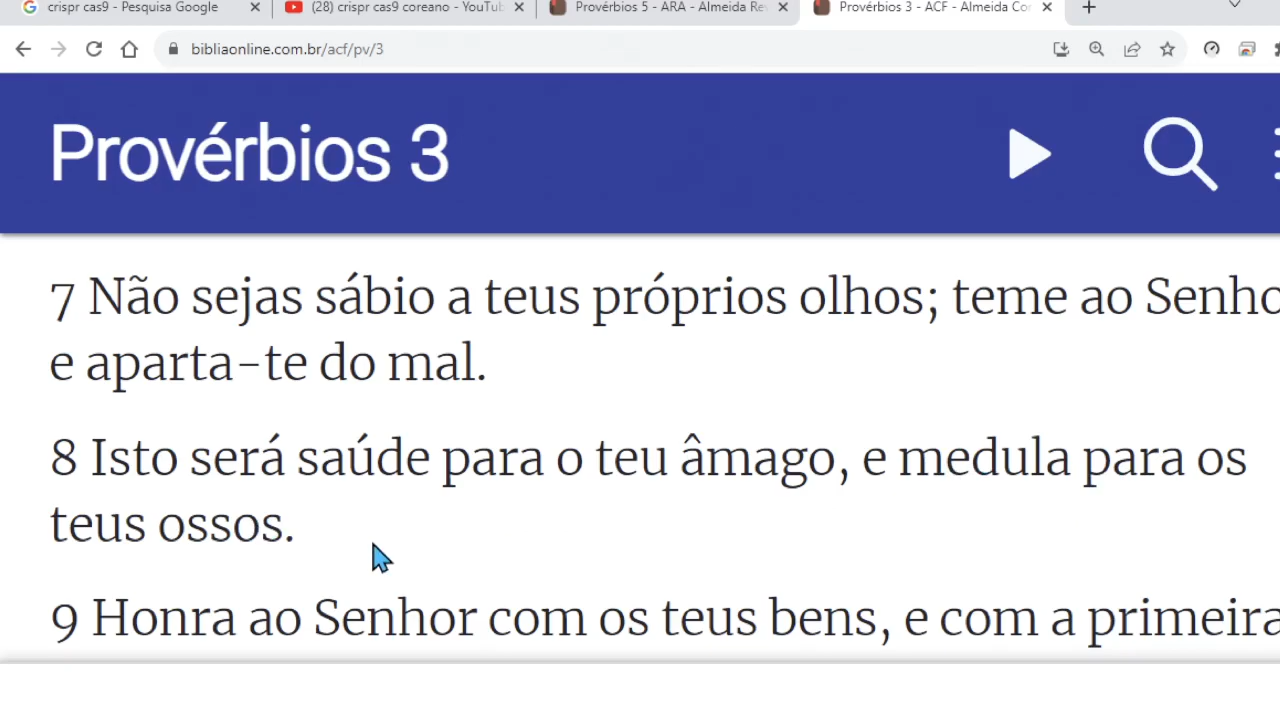 crispr cas9 - Pesquisa Google
(28) crispr cas9 coreano - YouTub
Provérbios 5 - ARA - Almeida Re
Provérbios 3 - ACF - Almeida Cor
bibliaonline.com.br/acf/pv/3
Provérbios 3
7 Não sejas sábio a teus próprios olhos; teme ao Senho
e aparta-te do mal.
8 Isto será saúde para o teu âmago, e medula para os
teus ossos.
9 Honra ao Senhor com os teus bens, e com a primeira